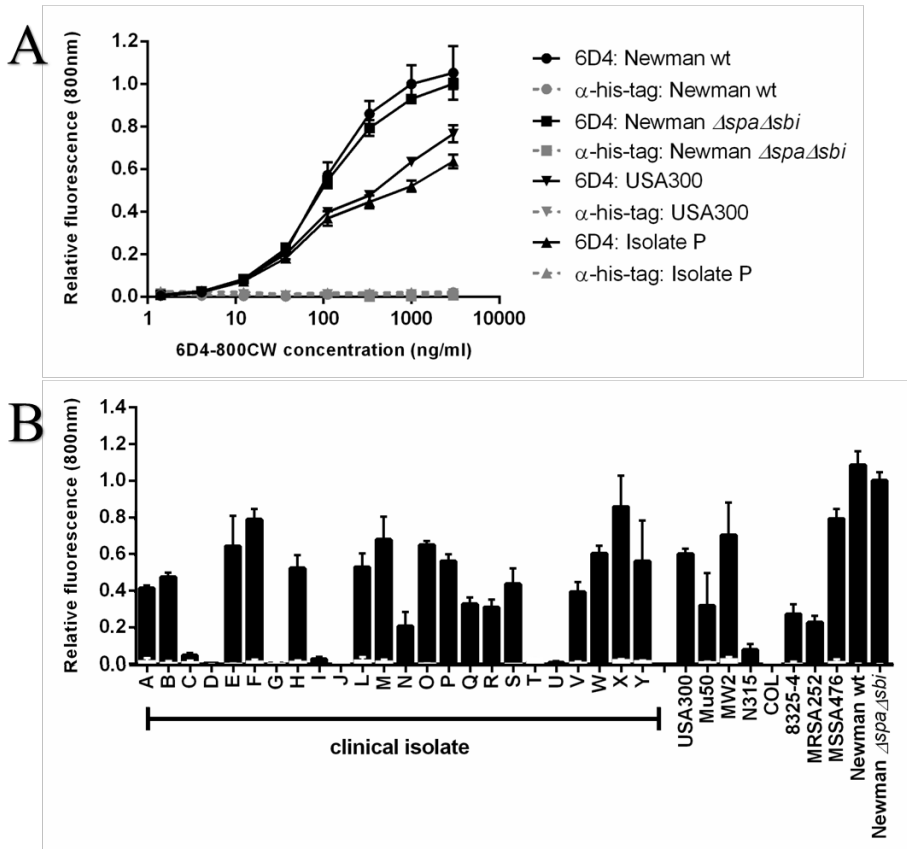 A
Relative fluorescence (800nm)
1.2
1.0
0.8
0.6
0.4
0.2
0.0
1
10
100
1000
10000
6D4-800CW concentration (ng/ml)
6D4: Newman wt
α-his-tag: Newman wt
6D4: Newman ΔspaΔsbi
α-his-tag: Newman ΔspaΔsbi
6D4: USA300
α-his-tag: USA300
6D4: Isolate P
α-his-tag: Isolate P
B
Relative fluorescence (800nm)
1.4
1.2
1.0
0.8
0.6
0.4
0.2
0.0
A
B
C
D
E
F
G
H
I
J
L
M
N
O
P
Q
R
S
T
U
V
W
X
Y
USA300
Mu50
MW2
N315
COL
8325-4
MRSA252
MSSA476
Newman wt
Newman ΔspaΔsbi
clinical isolate